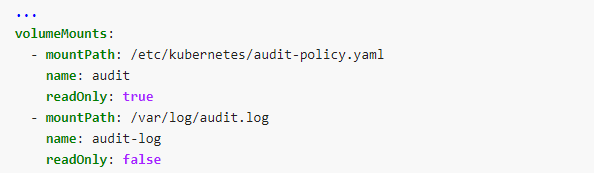 ...
volumeMounts:
  - mountPath: /etc/kubernetes/audit-policy.yaml
    name: audit
    readOnly: true
  - mountPath: /var/log/audit.log
    name: audit-log
    readOnly: false